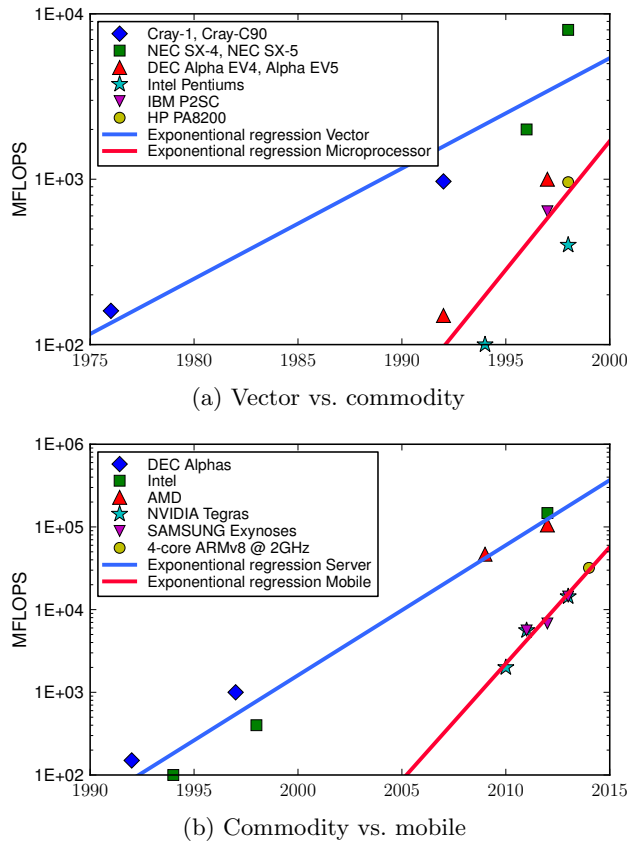 1E+04
Cray-1, Cray-C90
NEC SX-4, NEC SX-5
DEC Alpha EV4, Alpha EV5
Intel Pentiums
IBM P2SC
HP PA8200
Exponentional regression Vector
Exponentional regression Microprocessor
MFLOPS
1E+03
1E+02
1975 1980 1985 1990 1995 2000
(a) Vector vs. commodity
1E+06
DEC Alphas
Intel
AMD
NVIDIA Tegras
SAMSUNG Exynoses
4-core ARMv8 @ 2GHz
Exponentional regression Server
Exponentional regression Mobile
MFLOPS
1E+05
1E+04
1E+03
1E+02
1990 1995 2000 2005 2010 2015
(b) Commodity vs. mobile